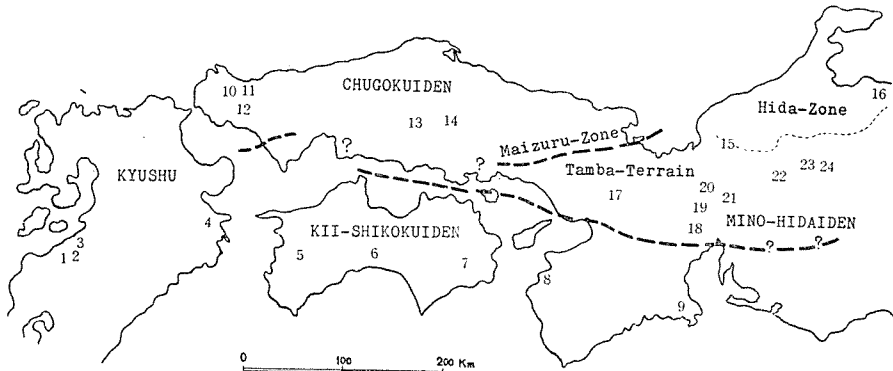 10 11
12
CHUGOKUIDEN
13 14
16
Hida-Zone
?
?
Maizuru-Zone
15
KYUSHU
Tamba-Terrain
22 23 24
17
20
21
19
4
18
MINO-HIDAIDEN
? ?
KII-SHIKOKUIDEN
3
1 2
5
6
7
8
9
0 100 200 Km